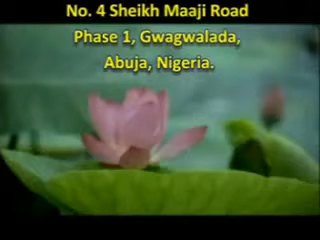 No. 4 Sheikh Maaji Road
Phase 1, Gwagwalada,
Abuja, Nigeria.